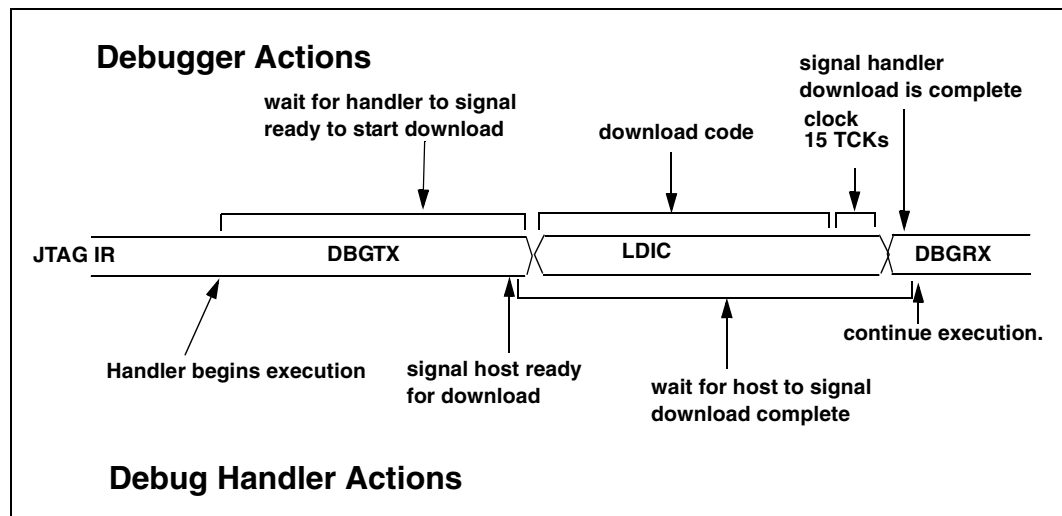 Debugger Actions
signal handler
download is complete
wait for handler to signal
ready to start download
download code
clock
15 TCKs
JTAG IR
DBGTX
LDIC
DBGRX
Handler begins execution
signal host ready
for download
wait for host to signal
download complete
continue execution.
Debug Handler Actions